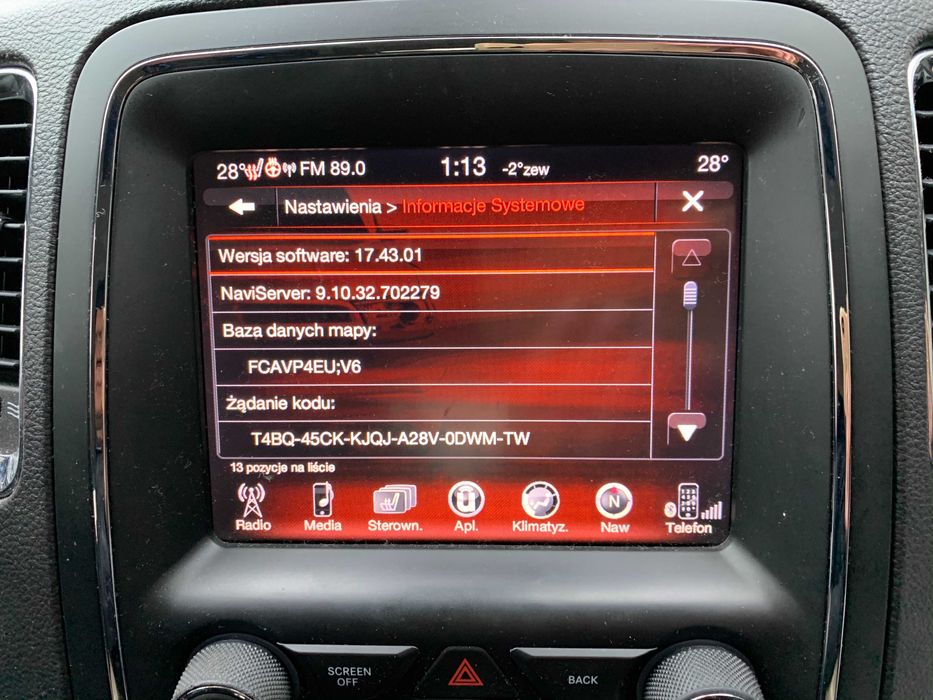 28° FM 89.0 1:13 -2°zew 28°
Nastawienia > Informacje Systemowe
Wersja software: 17.43.01
NaviServer: 9.10.32.702279
Baza danych mapy:
FCAVP4EU;V6
Żądanie kodu:
T4BQ-45CK-KJQJ-A28V-0DWM-TW
13 pozycje na liście
Radio Media Sterown. Apl. Klimatyz. Naw Telefon
SCREEN OFF BACK